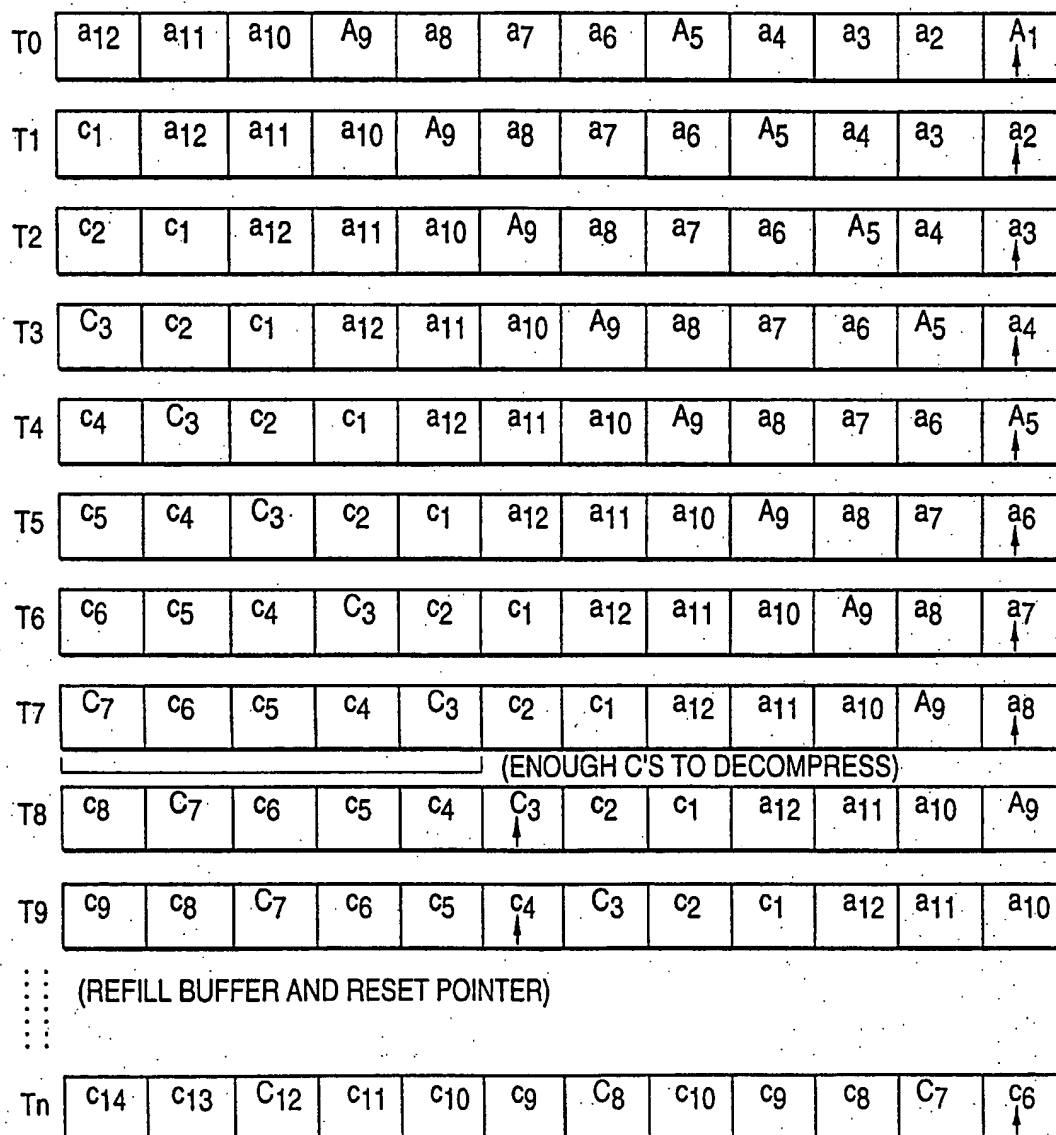 T0 a12 a11 a10 A9 a8 a7 a6 A5 a4 a3 a2 A1
T1 c1 a12 a11 a10 A9 a8 a7 a6 A5 a4 a3 a2
T2 c2 c1 a12 a11 a10 A9 a8 a7 a6 A5 a4 a3
T3 C3 c2 c1 a12 a11 a10 A9 a8 a7 a6 A5 a4
T4 c4 C3 c2 c1 a12 a11 a10 A9 a8 a7 a6 A5
T5 c5 c4 C3 c2 c1 a12 a11 a10 A9 a8 a7 a6
T6 c6 c5 c4 C3 c2 c1 a12 a11 a10 A9 a8 a7
T7 C7 c6 c5 c4 C3 c2 c1 a12 a11 a10 A9 a8
(ENOUGH C'S TO DECOMPRESS)
T8 c8 C7 c6 c5 c4 C3 c2 c1 a12 a11 a10 A9
T9 c9 c8 C7 c6 c5 c4 C3 c2 c1 a12 a11 a10
(REFILL BUFFER AND RESET POINTER)
Tn c14 c13 C12 c11 c10 c9 C8 c10 c9 c8 C7 c6